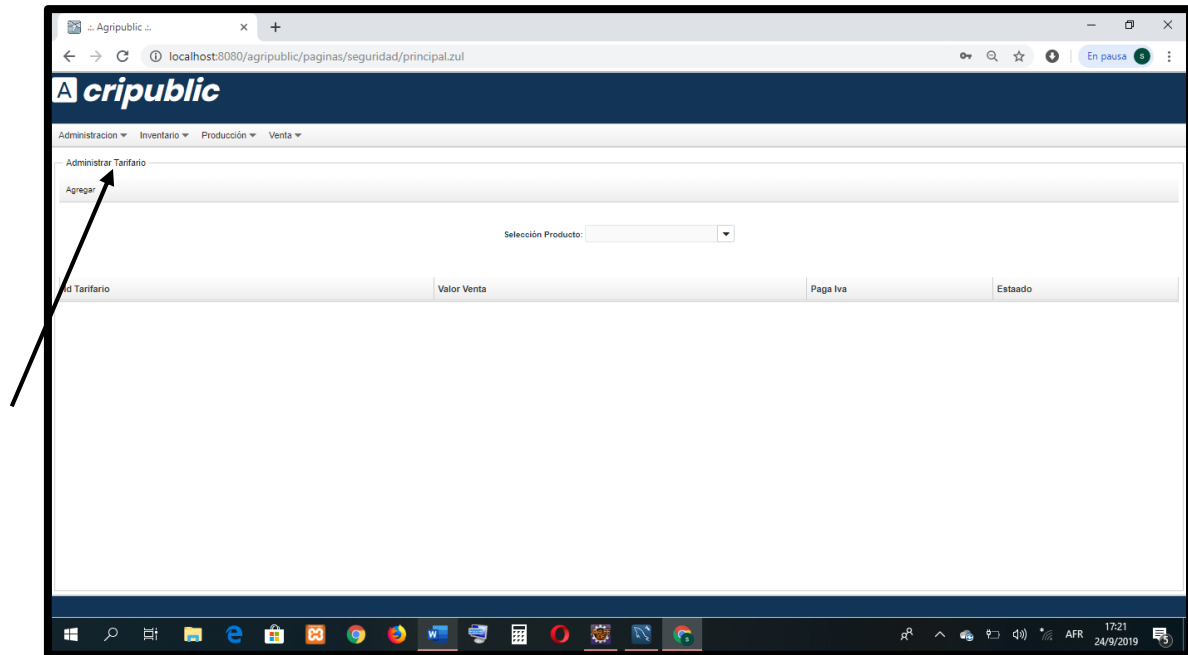 .:. Agripublic .:.
localhost:8080/agripublic/paginas/seguridad/principal.zul
En pausa S
A cripublic
Administracion Inventario Producción Venta
Administrar Tarifario
Agregar
Selección Producto:
Id Tarifario Valor Venta Paga Iva Estaado
AFR 17:21
24/9/2019
5